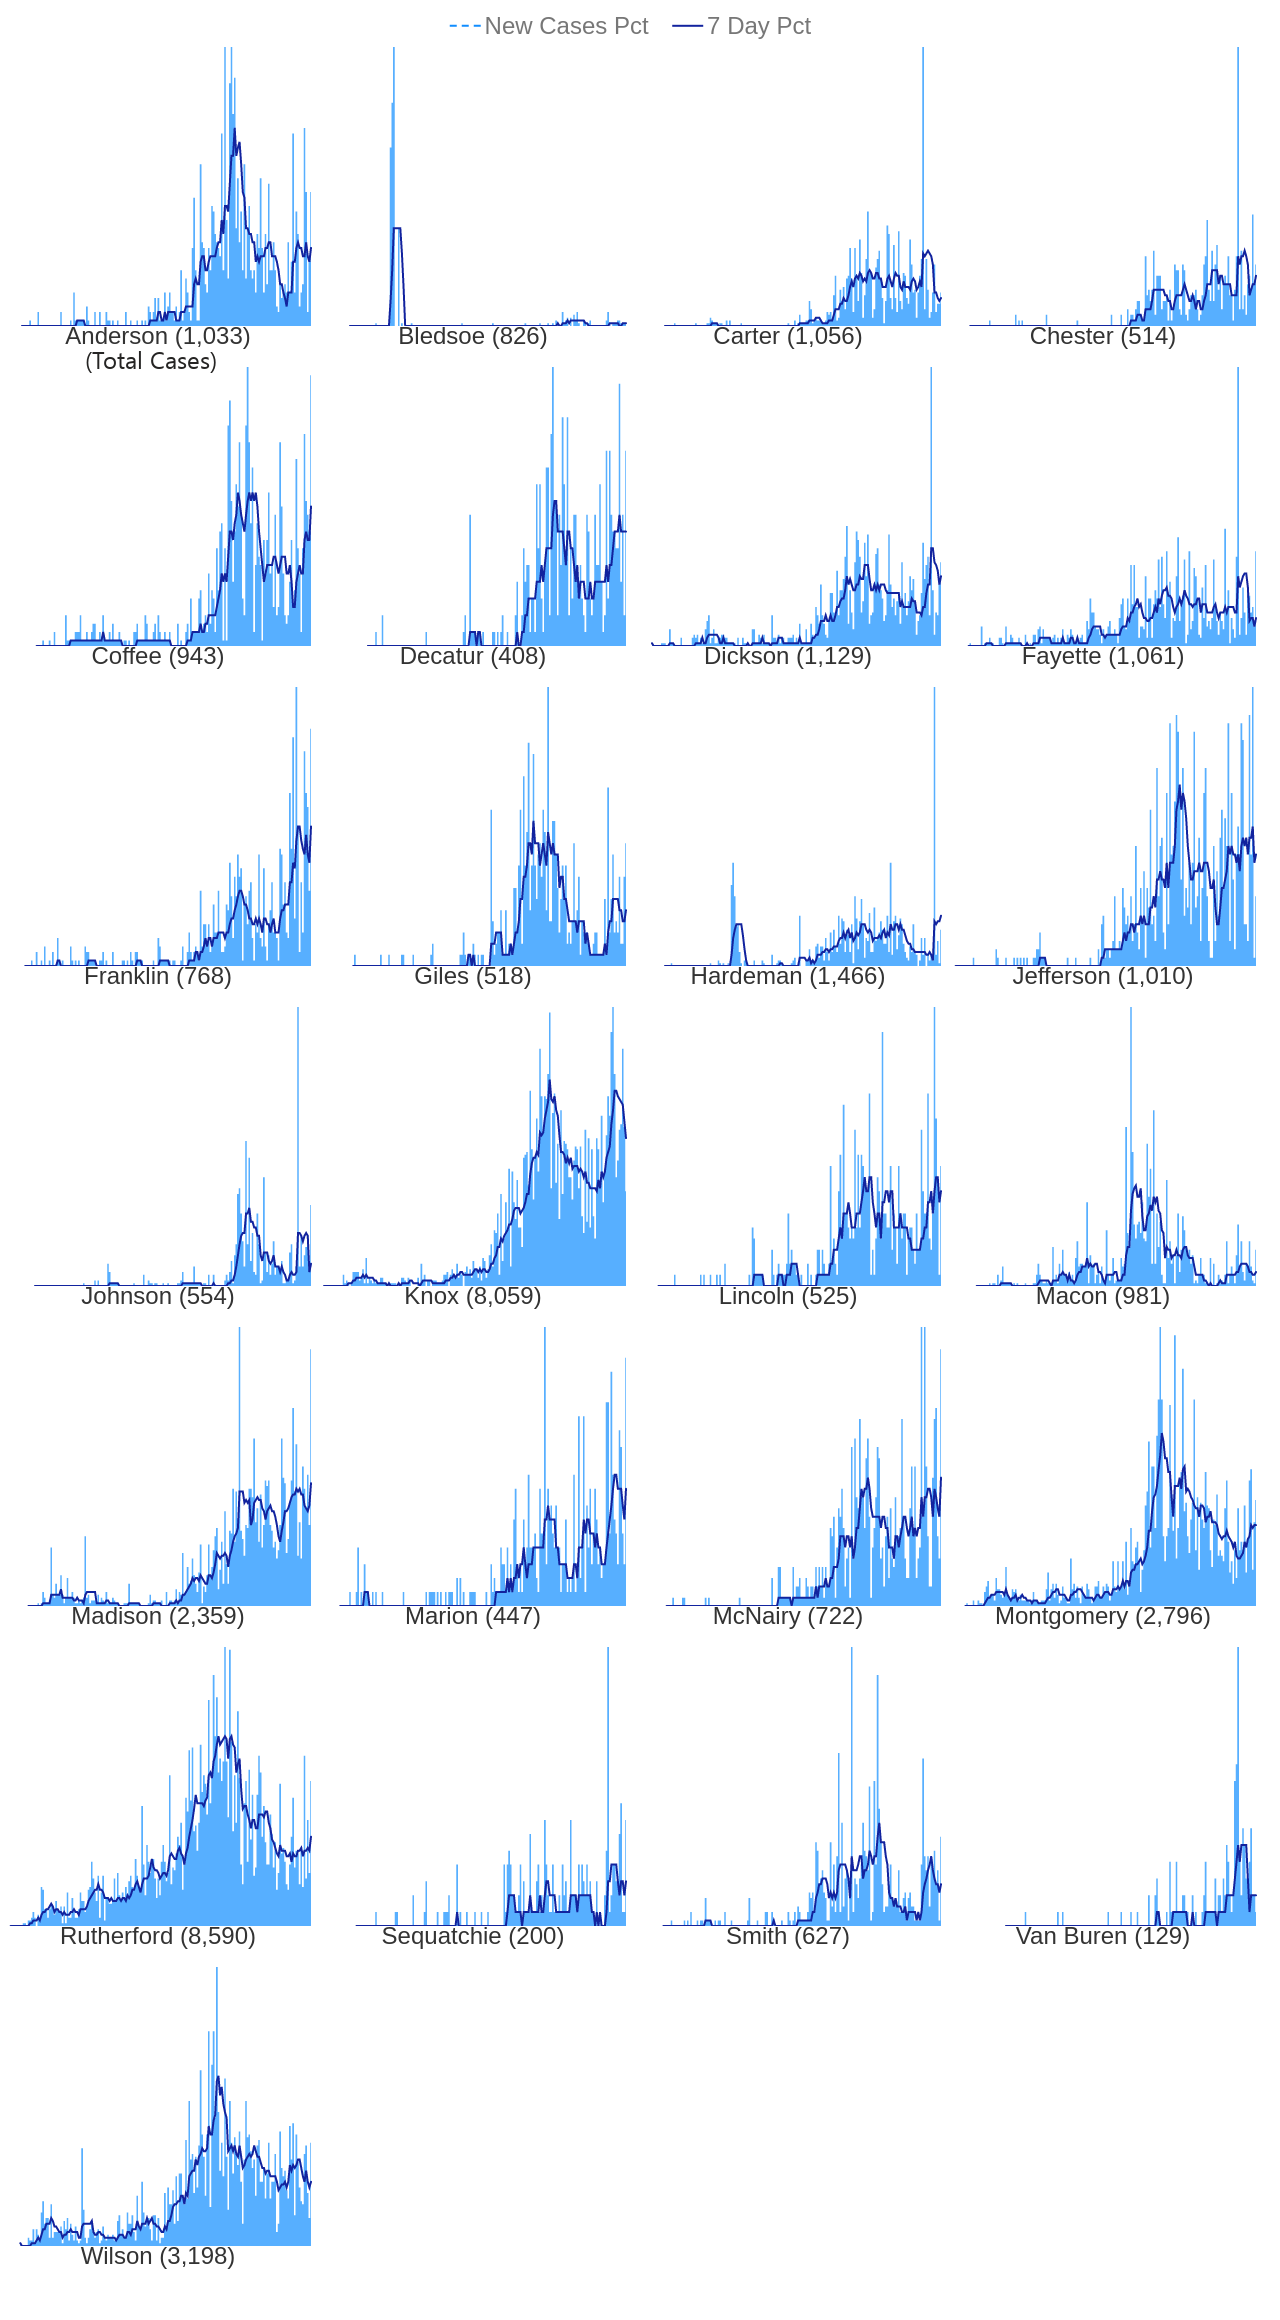 New Cases Pct 7 Day Pct
Anderson (1,033) Bledsoe (826) Carter (1,056) Chester (514)
(Total Cases)
Coffee (943) Decatur (408) Dickson (1,129) Fayette (1,061)
Franklin (768) Giles (518) Hardeman (1,466) Jefferson (1,010)
Johnson (554) Knox (8,059) Lincoln (525) Macon (981)
Madison (2,359) Marion (447) McNairy (722) Montgomery (2,796)
Rutherford (8,590) Sequatchie (200) Smith (627) Van Buren (129)
Wilson (3,198)